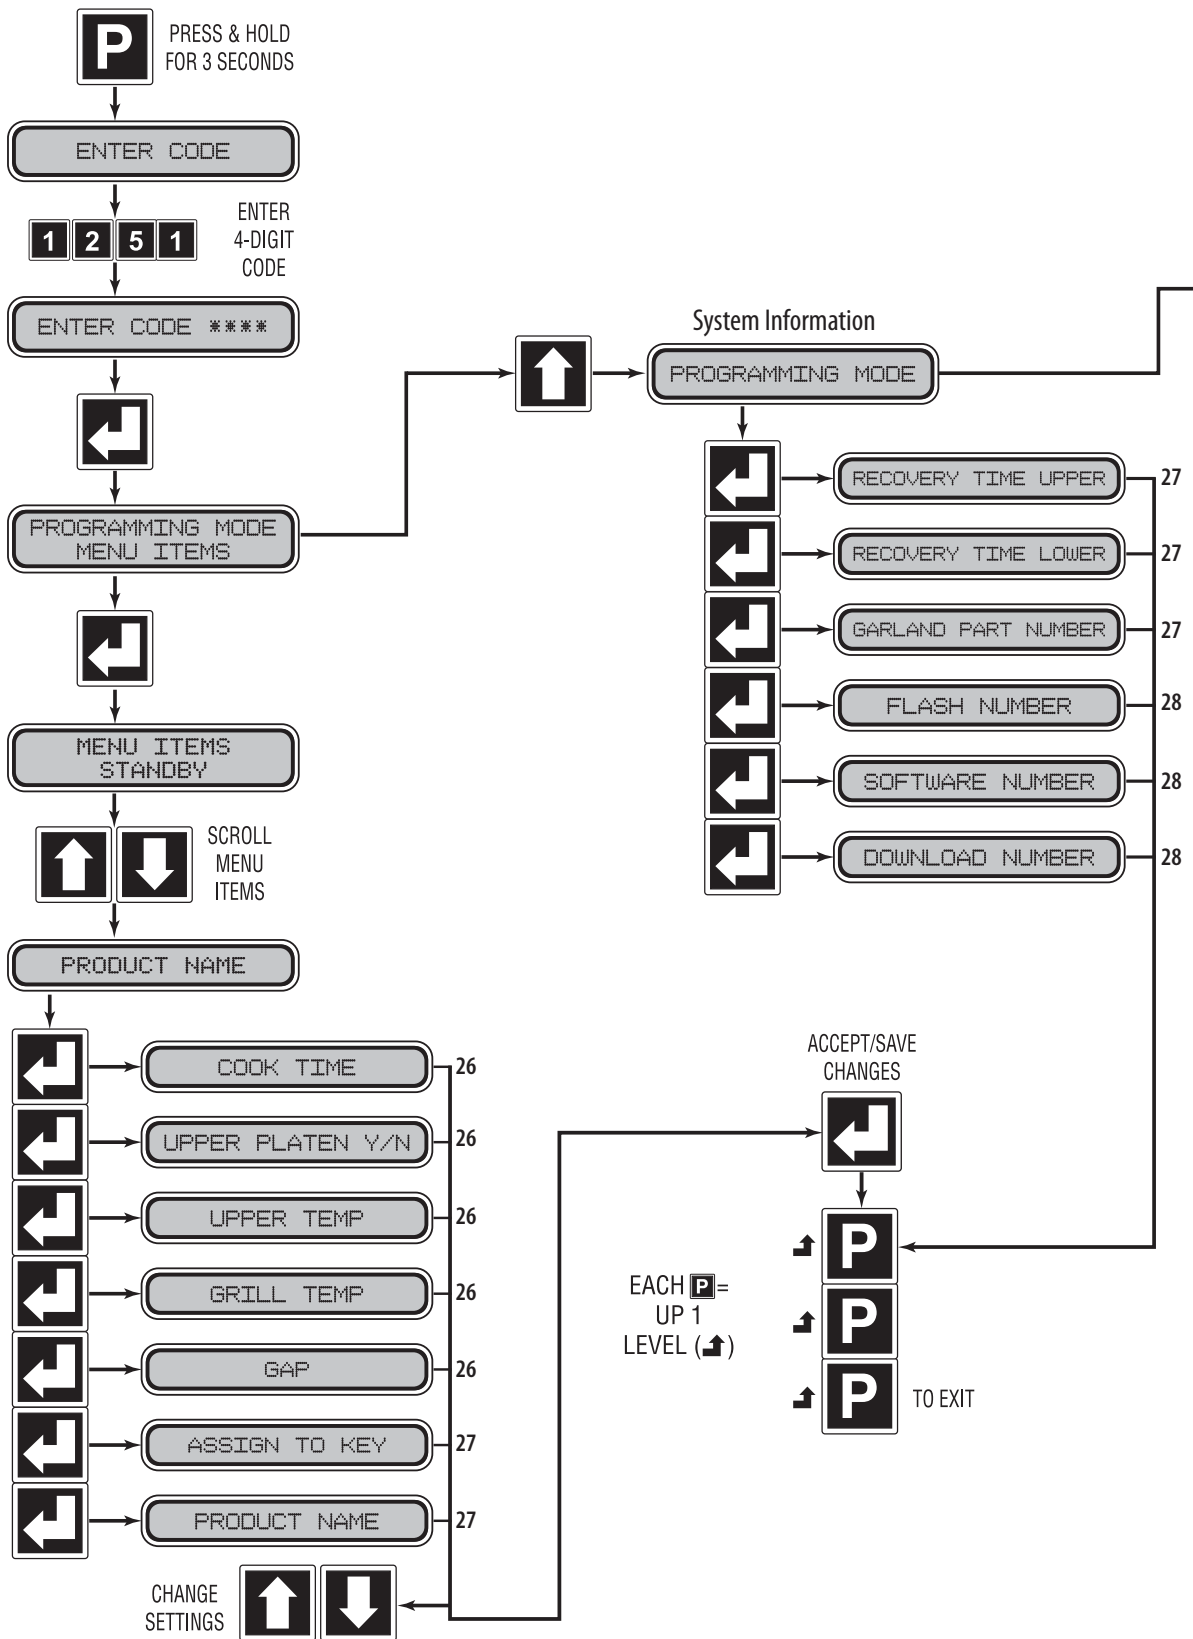 P
PRESS & HOLD
FOR 3 SECONDS
ENTER CODE
1 2 5 1
ENTER
4-DIGIT
CODE
ENTER CODE ****
PROGRAMMING MODE
MENU ITEMS
MENU ITEMS
STANDBY
SCROLL
MENU
ITEMS
PRODUCT NAME
COOK TIME 26
UPPER PLATEN Y/N 26
UPPER TEMP 26
GRILL TEMP 26
GAP 26
ASSIGN TO KEY 27
PRODUCT NAME 27
CHANGE
SETTINGS
System Information
PROGRAMMING MODE
RECOVERY TIME UPPER 27
RECOVERY TIME LOWER 27
GARLAND PART NUMBER 27
FLASH NUMBER 28
SOFTWARE NUMBER 28
DOWNLOAD NUMBER 28
ACCEPT/SAVE
CHANGES
P
P
P
TO EXIT
EACH P =
UP 1
LEVEL ( )